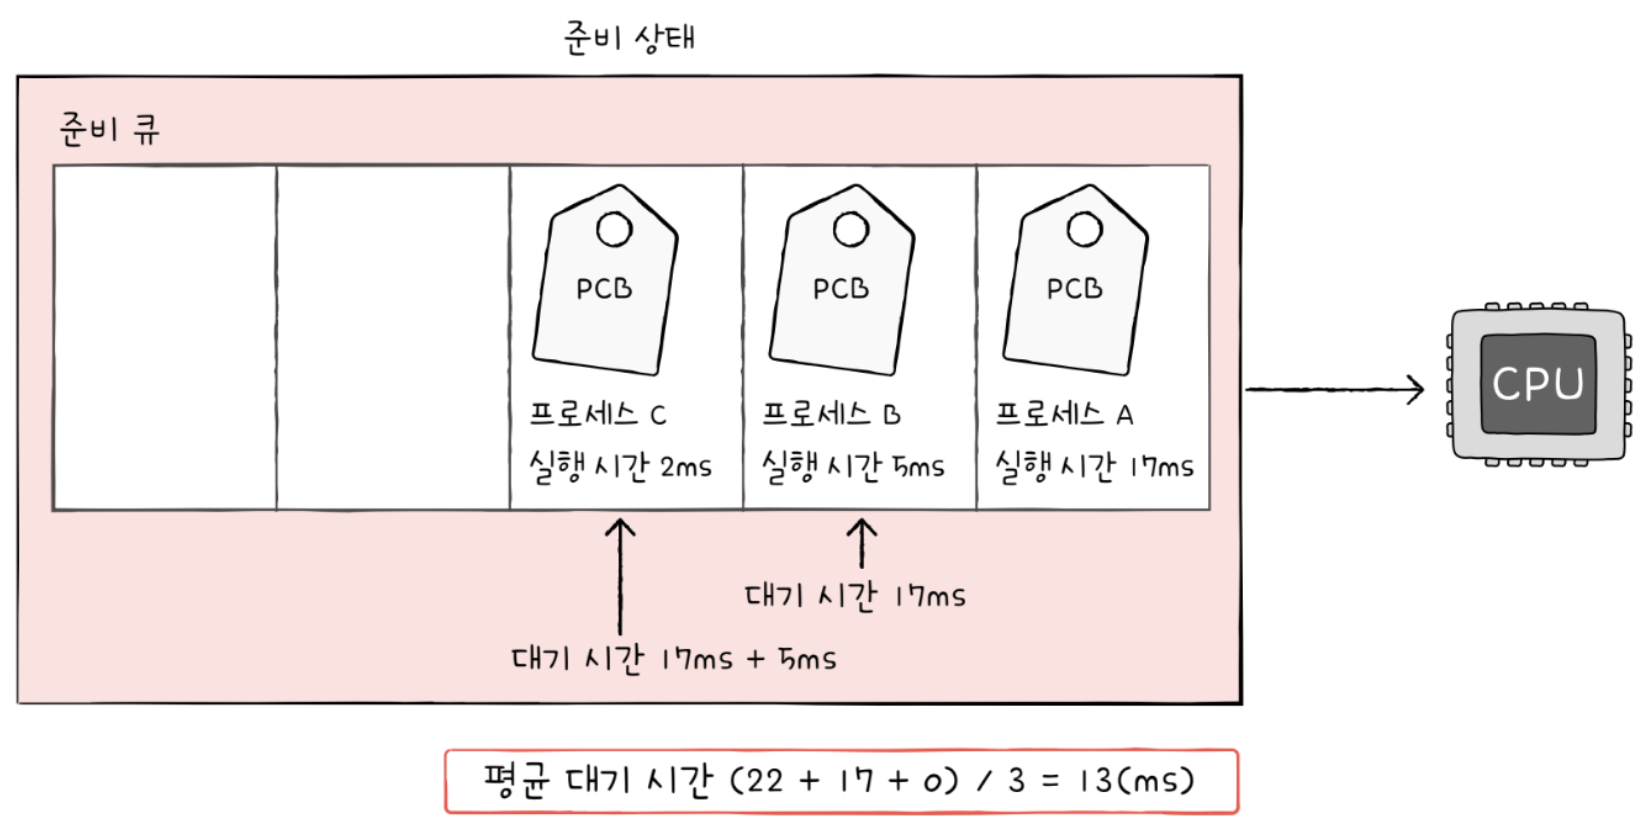 준비 상태
준비 큐
PCB
PCB
PCB
프로세스 C
실행 시간 2ms
프로세스 B
실행 시간 5ms
프로세스 A
실행 시간 17ms
CPU
대기 시간 17ms
대기 시간 17ms + 5ms
평균 대기 시간 (22 + 17 + 0) / 3 = 13(ms)